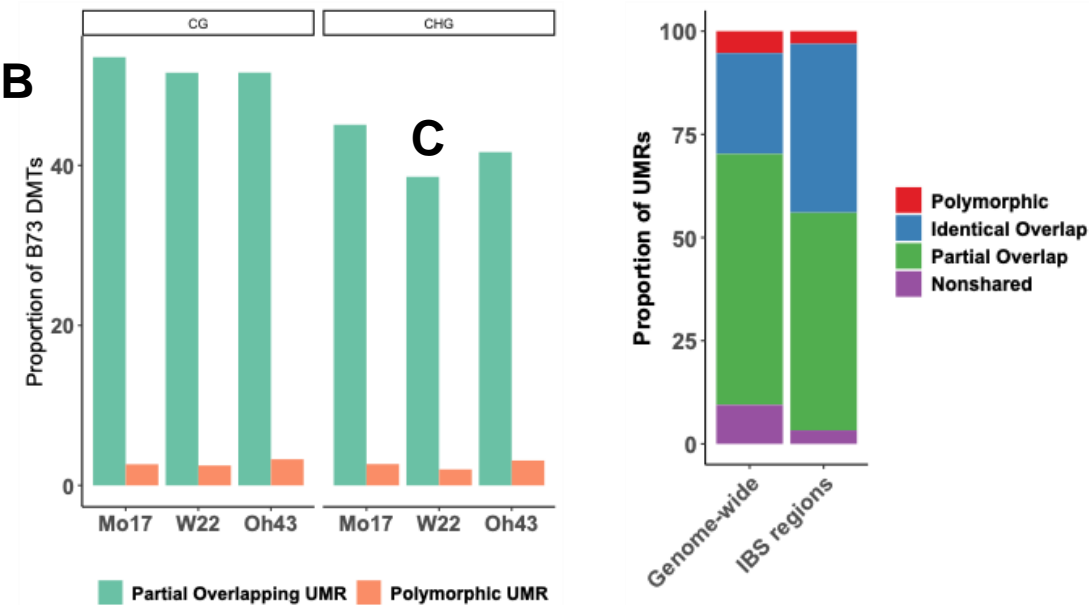 B
CG CHG
Proportion of B73 DMTs
40
20
0
Mo17 W22 Oh43 Mo17 W22 Oh43
Partial Overlapping UMR Polymorphic UMR
C
Proportion of UMRs
100
75
50
25
0
Genome-wide
IBS regions
Polymorphic
Identical Overlap
Partial Overlap
Nonshared